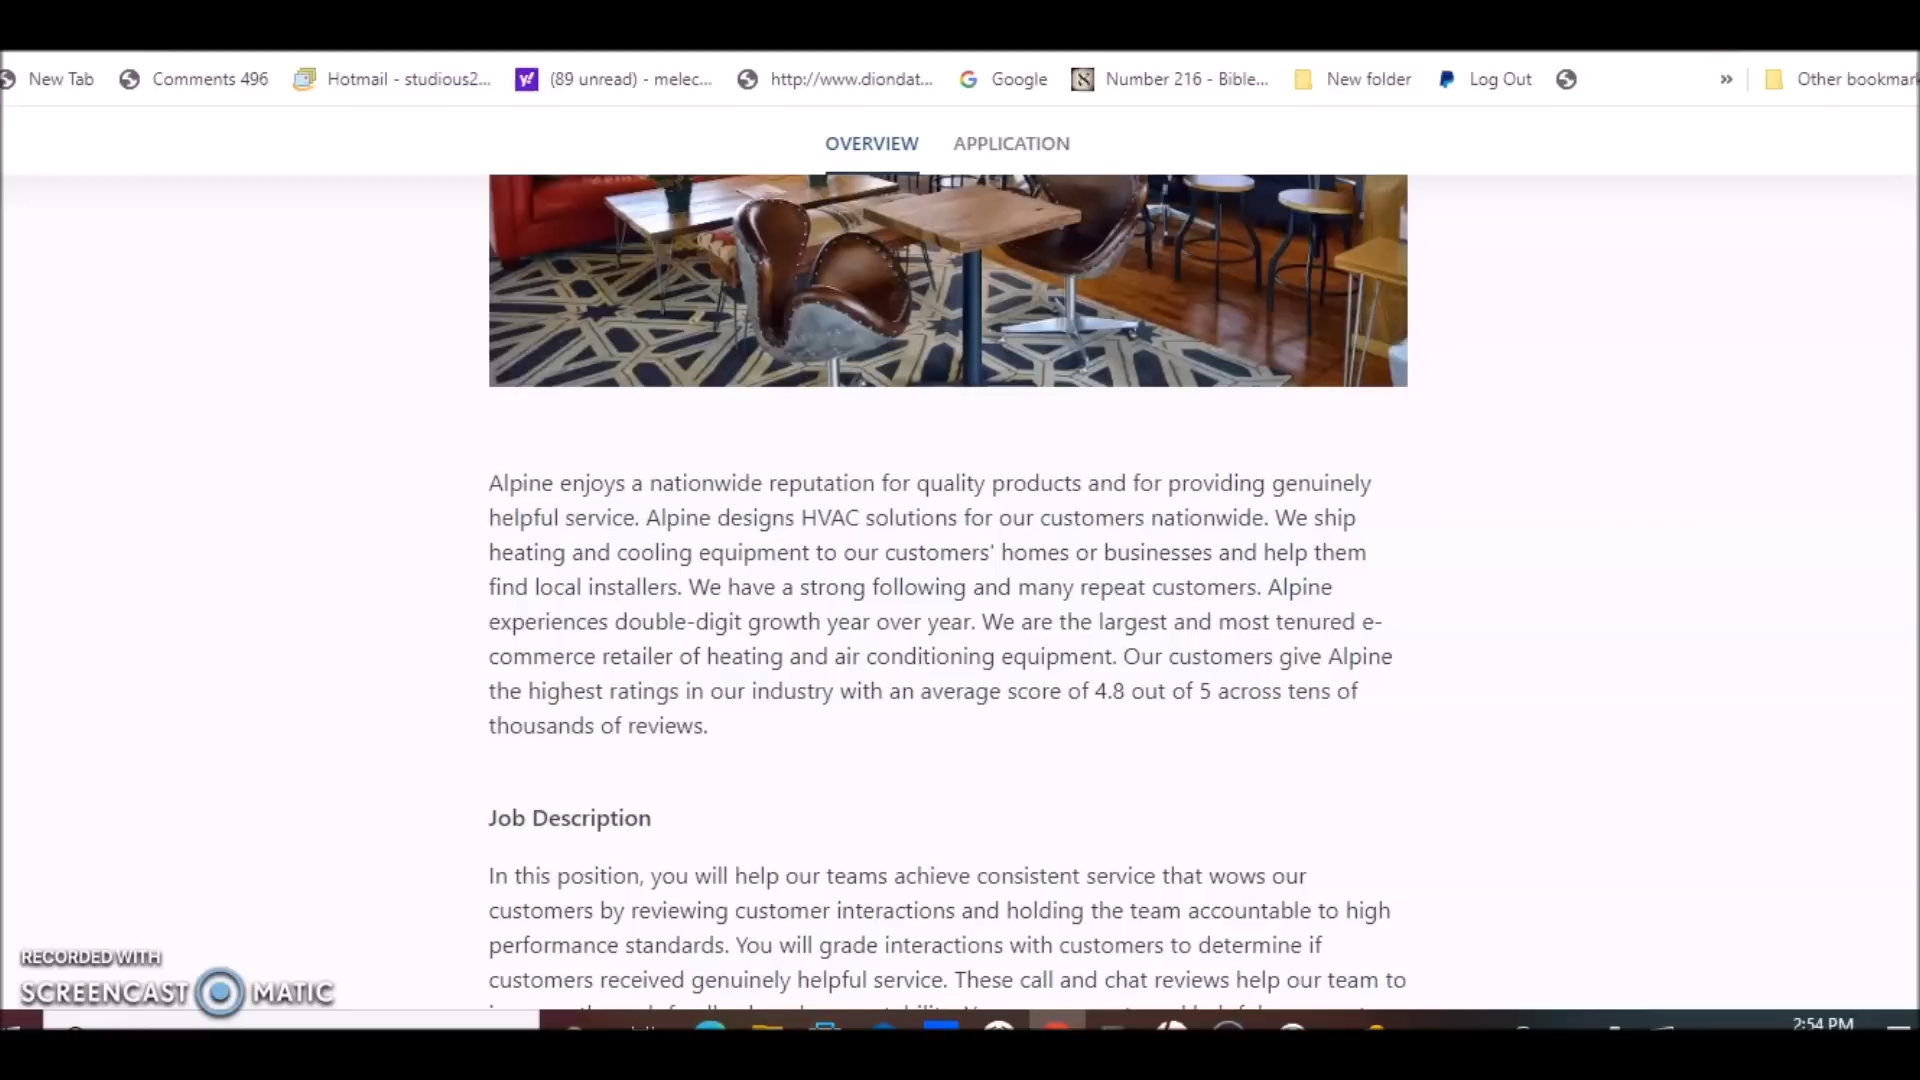 New Tab Comments 496 Hotmail - studious2... (89 unread) - melec... http://www.diondat... Google Number 216 - Bible... New folder Log Out » Other bookmark
OVERVIEW APPLICATION
Alpine enjoys a nationwide reputation for quality products and for providing genuinely
helpful service. Alpine designs HVAC solutions for our customers nationwide. We ship
heating and cooling equipment to our customers' homes or businesses and help them
find local installers. We have a strong following and many repeat customers. Alpine
experiences double-digit growth year over year. We are the largest and most tenured e-
commerce retailer of heating and air conditioning equipment. Our customers give Alpine
the highest ratings in our industry with an average score of 4.8 out of 5 across tens of
thousands of reviews.
Job Description
In this position, you will help our teams achieve consistent service that wows our
customers by reviewing customer interactions and holding the team accountable to high
performance standards. You will grade interactions with customers to determine if
customers received genuinely helpful service. These call and chat reviews help our team to
RECORDED WITH
SCREENCAST MATIC
2:54 PM